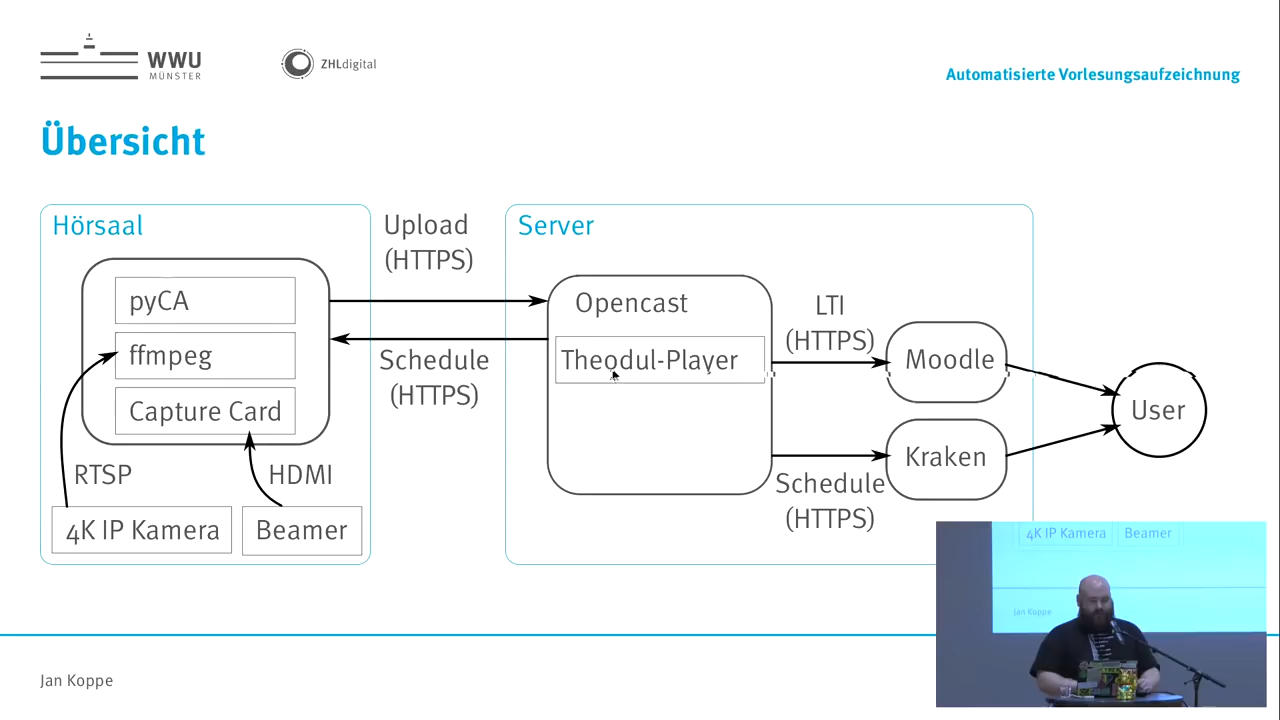 WWU
MÜNSTER
ZHLdigital
Automatisierte Vorlesungsaufzeichnung
Übersicht
Hörsaal
Upload
(HTTPS)
Server
pyCA
ffmpeg
Capture Card
Schedule
(HTTPS)
Opencast
Theodul-Player
LTI
(HTTPS)
Moodle
Kraken
User
Schedule
(HTTPS)
RTSP
HDMI
4K IP Kamera
Beamer
4K IP Kamera
Beamer
Jan Koppe
Jan Koppe